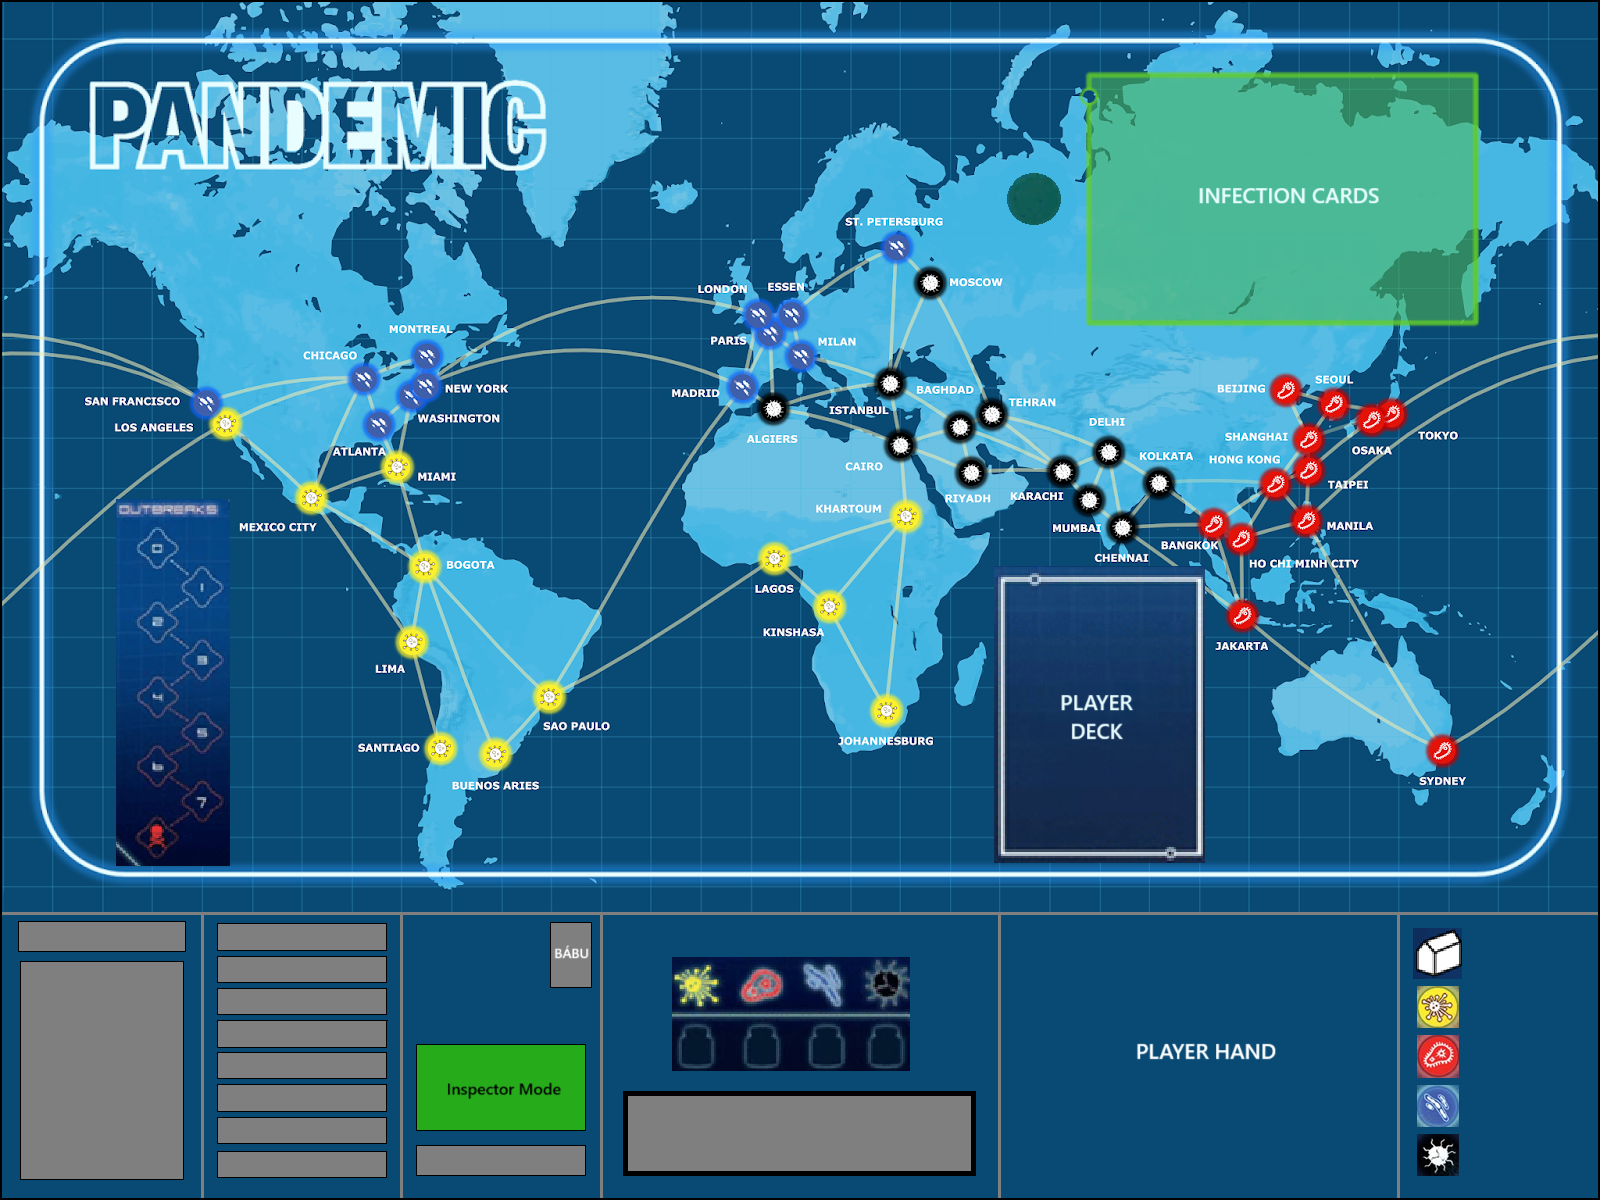 PANDEMIC
INFECTION CARDS
ST. PETERSBURG
MOSCOW
LONDON
ESSEN
PARIS
MILAN
MADRID
ISTANBUL
ALGIERS
CAIRO
BAGHDAD
TEHRAN
RIYADH
KARACHI
DELHI
KOLKATA
MUMBAI
CHENNAI
BEIJING
SEOUL
SHANGHAI
HONG KONG
TOKYO
OSAKA
TAIPEI
MANILA
BANGKOK
HO CHI MINH CITY
JAKARTA
SYDNEY
MONTREAL
CHICAGO
NEW YORK
WASHINGTON
SAN FRANCISCO
LOS ANGELES
ATLANTA
MIAMI
MEXICO CITY
BOGOTA
LIMA
SAO PAULO
SANTIAGO
BUENOS ARIES
KHARTOUM
LAGOS
KINSHASA
JOHANNESBURG
OUTBREAKS
0
1
2
3
4
5
6
7
PLAYER
DECK
BÁBU
Inspector Mode
PLAYER HAND